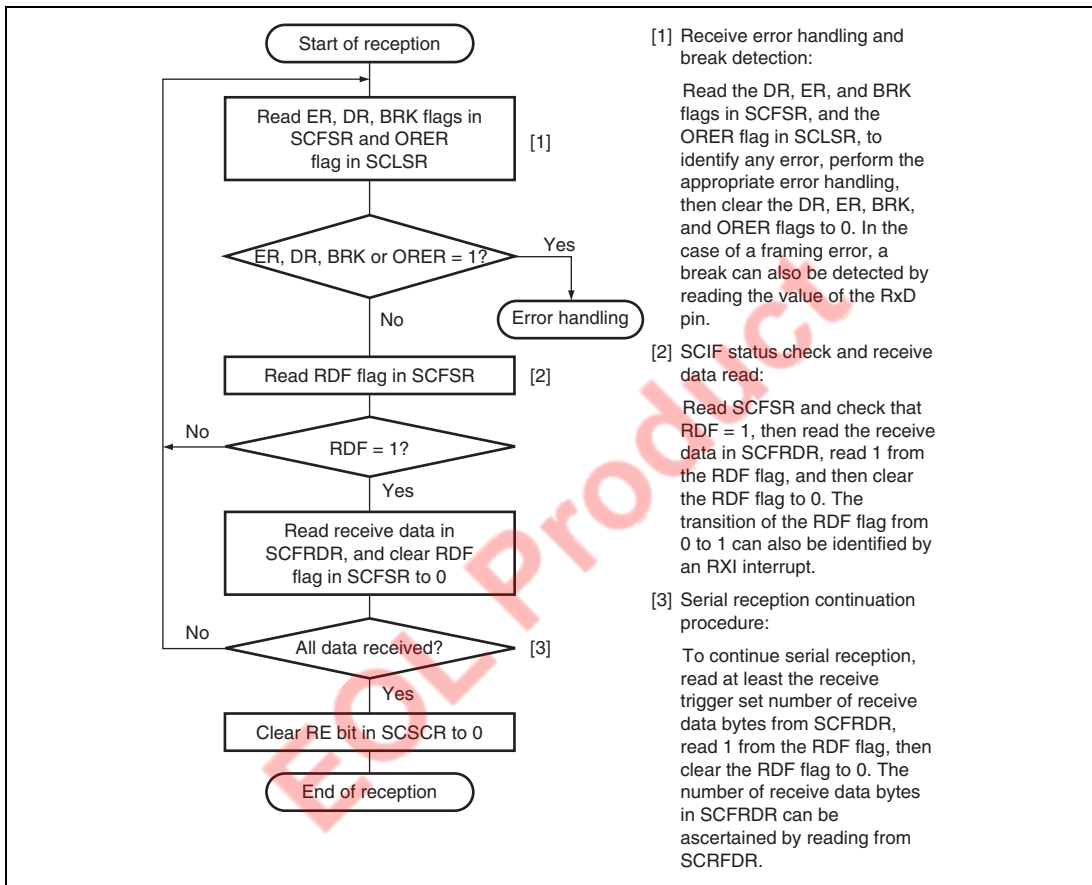 Start of reception
Read ER, DR, BRK flags in
SCFSR and ORER
flag in SCLSR
[1]
ER, DR, BRK or ORER = 1?
Yes
No
Error handling
Read RDF flag in SCFSR
[2]
No
RDF = 1?
Yes
Read receive data in
SCFRDR, and clear RDF
flag in SCFSR to 0
No
All data received?
[3]
Yes
Clear RE bit in SCSCR to 0
End of reception
[1] Receive error handling and
break detection:
Read the DR, ER, and BRK
flags in SCFSR, and the
ORER flag in SCLSR, to
identify any error, perform the
appropriate error handling,
then clear the DR, ER, BRK,
and ORER flags to 0. In the
case of a framing error, a
break can also be detected by
reading the value of the RxD
pin.
[2] SCIF status check and receive
data read:
Read SCFSR and check that
RDF = 1, then read the receive
data in SCFRDR, read 1 from
the RDF flag, and then clear
the RDF flag to 0. The
transition of the RDF flag from
0 to 1 can also be identified by
an RXI interrupt.
[3] Serial reception continuation
procedure:
To continue serial reception,
read at least the receive
trigger set number of receive
data bytes from SCFRDR,
read 1 from the RDF flag, then
clear the RDF flag to 0. The
number of receive data bytes
in SCFRDR can be
ascertained by reading from
SCRFDR.
EOL Product